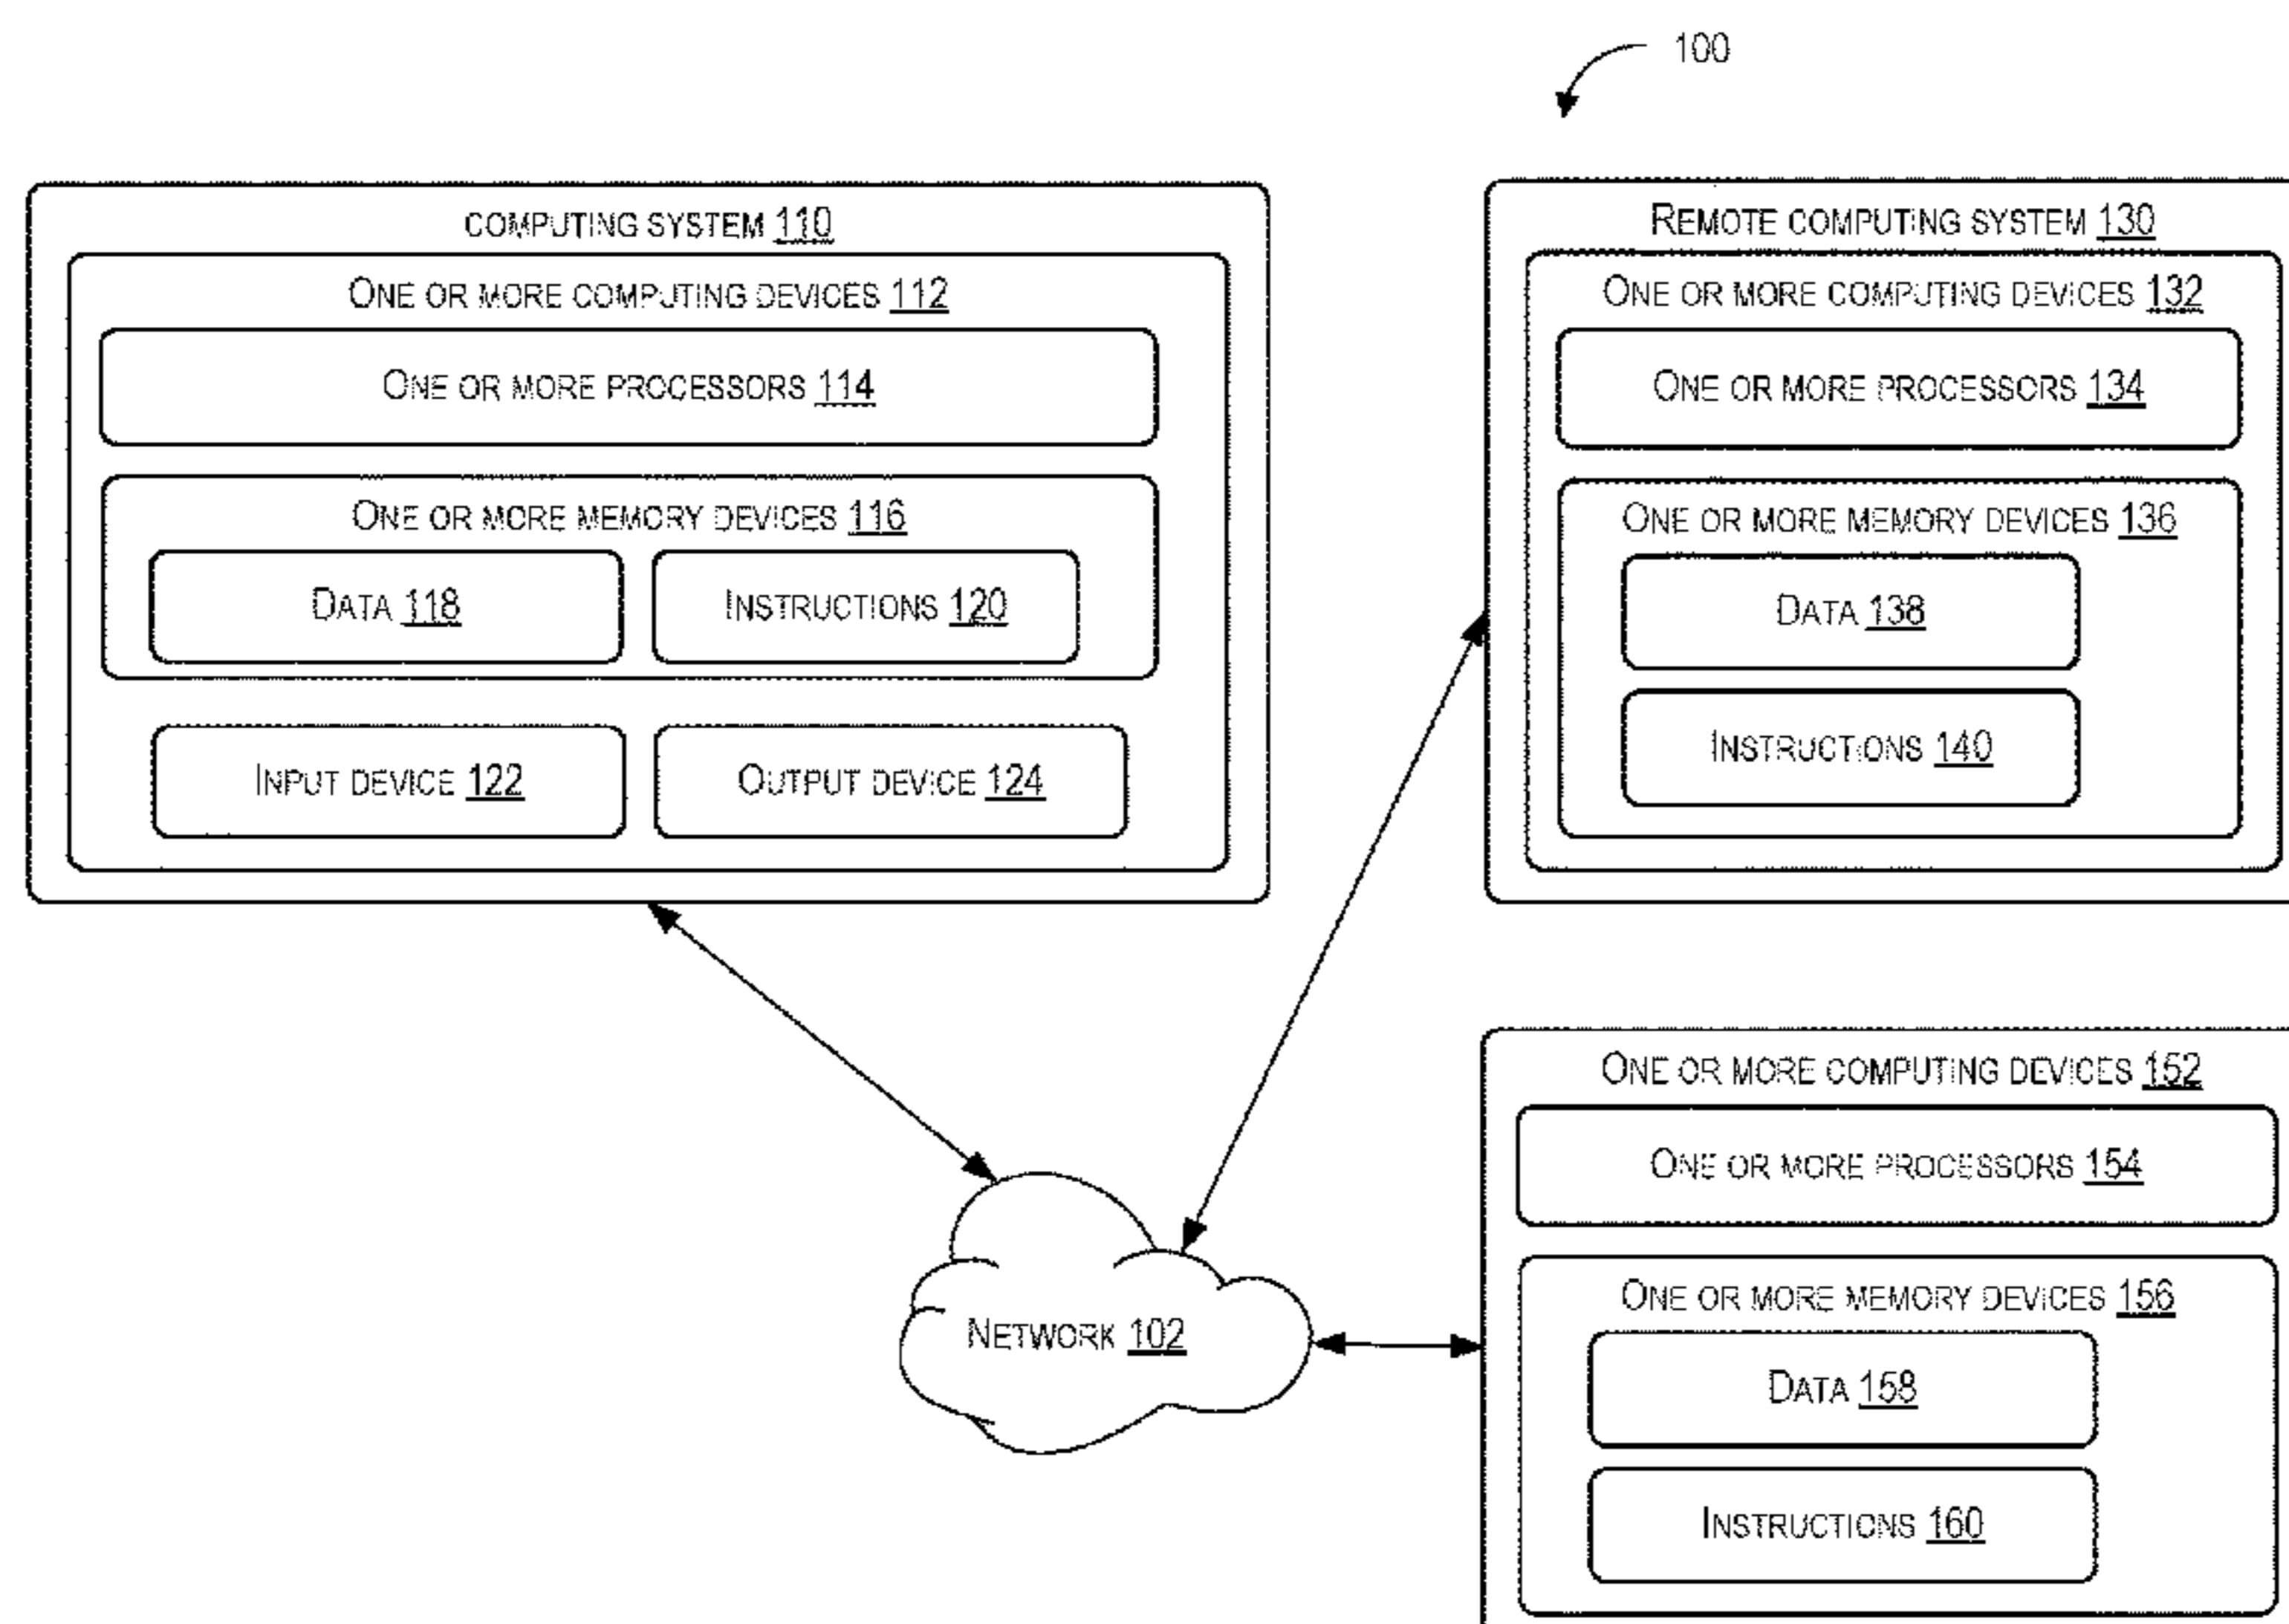 100
COMPUTING SYSTEM 110
ONE OR MORE COMPUTING DEVICES 112
ONE OR MORE PROCESSORS 114
ONE OR MORE MEMORY DEVICES 116
DATA 118
INSTRUCTIONS 120
INPUT DEVICE 122
OUTPUT DEVICE 124
REMOTE COMPUTING SYSTEM 130
ONE OR MORE COMPUTING DEVICES 132
ONE OR MORE PROCESSORS 134
ONE OR MORE MEMORY DEVICES 136
DATA 138
INSTRUCTIONS 140
NETWORK 102
ONE OR MORE COMPUTING DEVICES 152
ONE OR MORE PROCESSORS 154
ONE OR MORE MEMORY DEVICES 156
DATA 158
INSTRUCTIONS 160